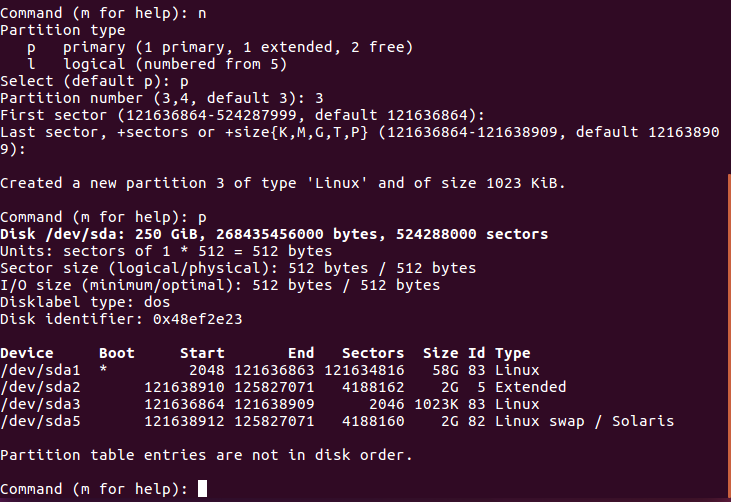 Command (m for help): n
Partition type
   p   primary (1 primary, 1 extended, 2 free)
   l   logical (numbered from 5)
Select (default p): p
Partition number (3,4, default 3): 3
First sector (121636864-524287999, default 121636864):
Last sector, +sectors or +size{K,M,G,T,P} (121636864-121638909, default 12163890
9):

Created a new partition 3 of type 'Linux' and of size 1023 KiB.

Command (m for help): p
Disk /dev/sda: 250 GiB, 268435456000 bytes, 524288000 sectors
Units: sectors of 1 * 512 = 512 bytes
Sector size (logical/physical): 512 bytes / 512 bytes
I/O size (minimum/optimal): 512 bytes / 512 bytes
Disklabel type: dos
Disk identifier: 0x48ef2e23

Device     Boot     Start       End   Sectors  Size Id Type
/dev/sda1  *         2048 121636863 121634816   58G 83 Linux
/dev/sda2       121638910 125827071   4188162    2G  5 Extended
/dev/sda3       121636864 121638909      2046 1023K 83 Linux
/dev/sda5       121638912 125827071   4188160    2G 82 Linux swap / Solaris

Partition table entries are not in disk order.

Command (m for help):